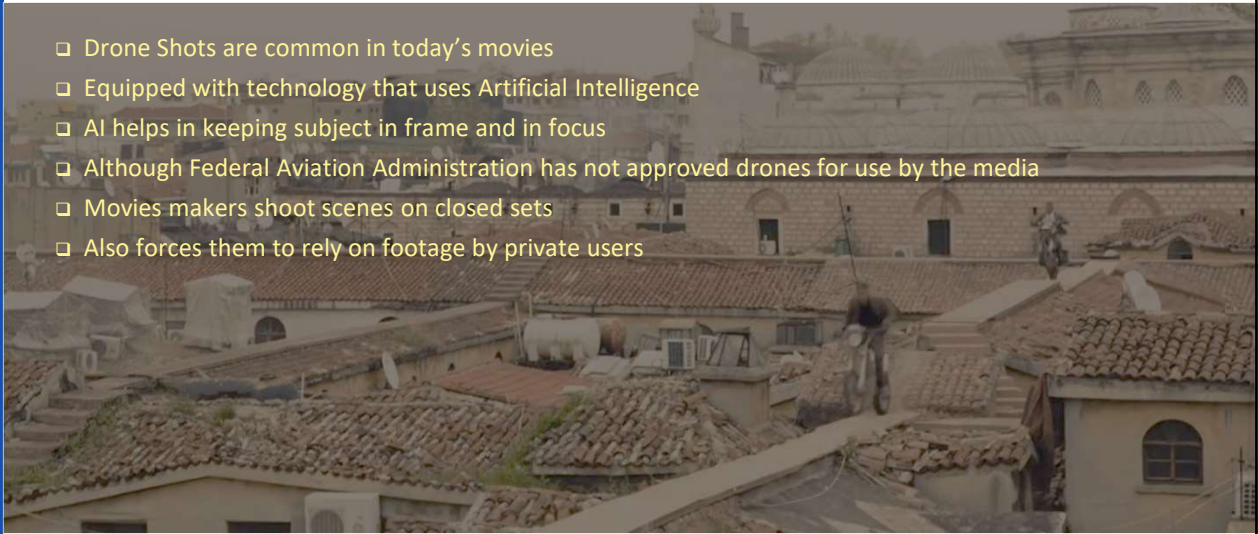 ❑ Drone Shots are common in today’s movies
❑ Equipped with technology that uses Artificial Intelligence
❑ AI helps in keeping subject in frame and in focus
❑ Although Federal Aviation Administration has not approved drones for use by the media
❑ Movies makers shoot scenes on closed sets
❑ Also forces them to rely on footage by private users